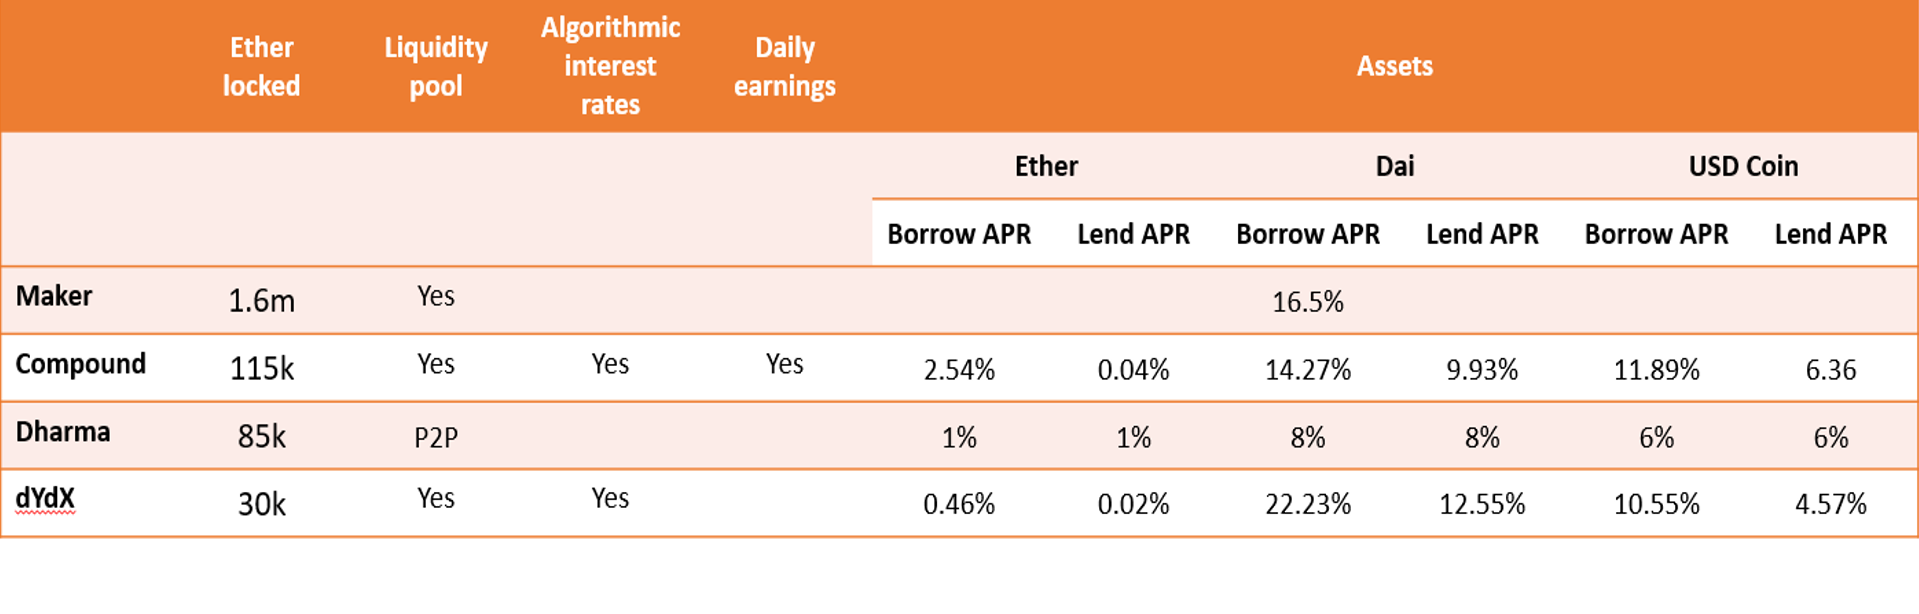 Ether locked Liquidity pool Algorithmic interest rates Daily earnings Assets
Ether Dai USD Coin
Borrow APR Lend APR Borrow APR Lend APR Borrow APR Lend APR
Maker 1.6m Yes 16.5%
Compound 115k Yes Yes Yes 2.54% 0.04% 14.27% 9.93% 11.89% 6.36
Dharma 85k P2P 1% 1% 8% 8% 6% 6%
dYdX 30k Yes Yes 0.46% 0.02% 22.23% 12.55% 10.55% 4.57%